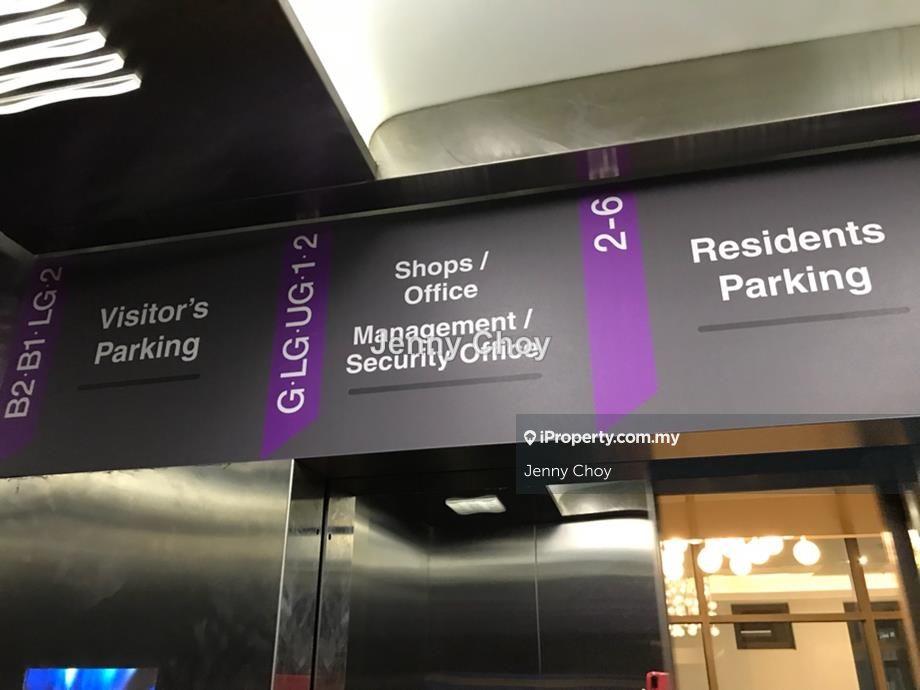 B2·B1·LG·2
Visitor's
Parking
G·LG·UG·1·2
Shops /
Office
Management /
Security Office
2-6
Residents
Parking
Jenny Choy
iProperty.com.my
Jenny Choy